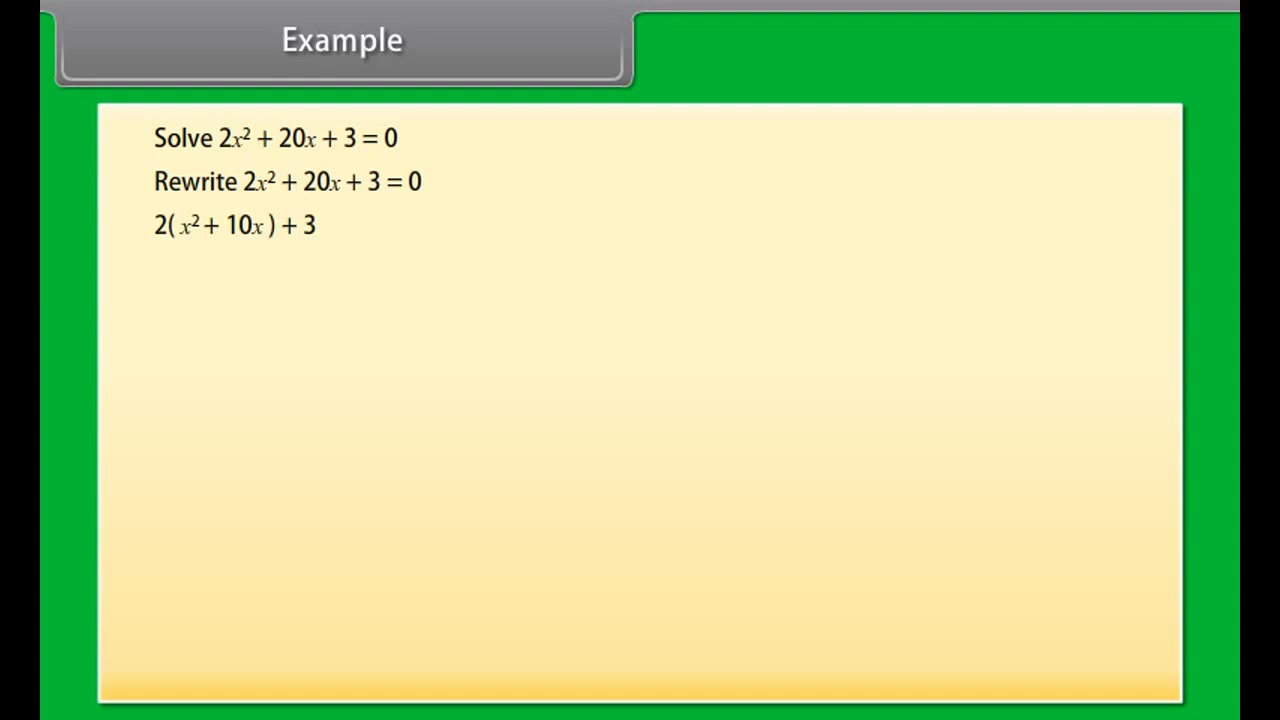 Example
Solve 2x² + 20x + 3 = 0
Rewrite 2x² + 20x + 3 = 0
2( x² + 10x ) + 3